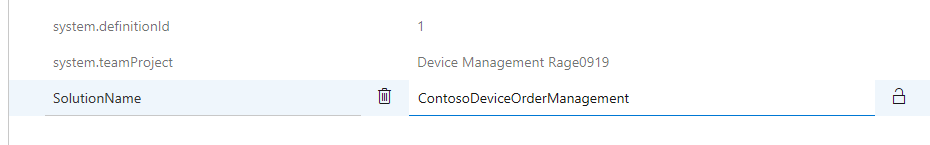 system.definitionId 1
system.teamProject Device Management Rage0919
SolutionName ContosoDeviceOrderManagement